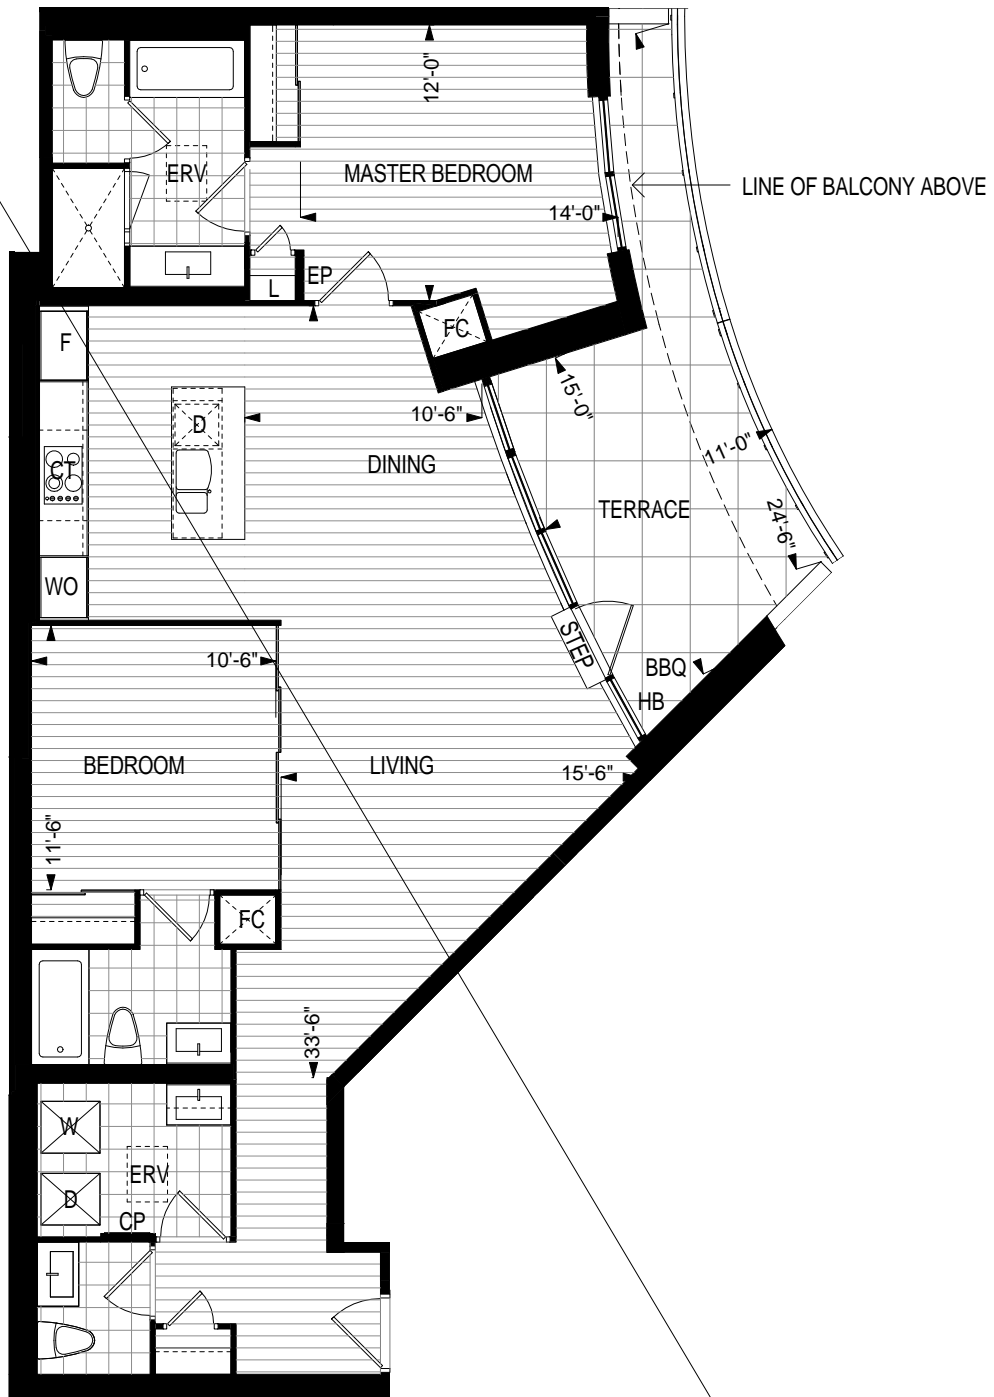 12'-0"
ERV
MASTER BEDROOM
LINE OF BALCONY ABOVE
14'-0"
EP
L
F
FC
15'-0"
10'-6"
D
DINING
11'-0"
CT
TERRACE
24'-6"
WO
STEP
10'-6"
BBQ
HB
BEDROOM
LIVING
15'-6"
11'-6"
FC
33'-6"
W
ERV
D
CP